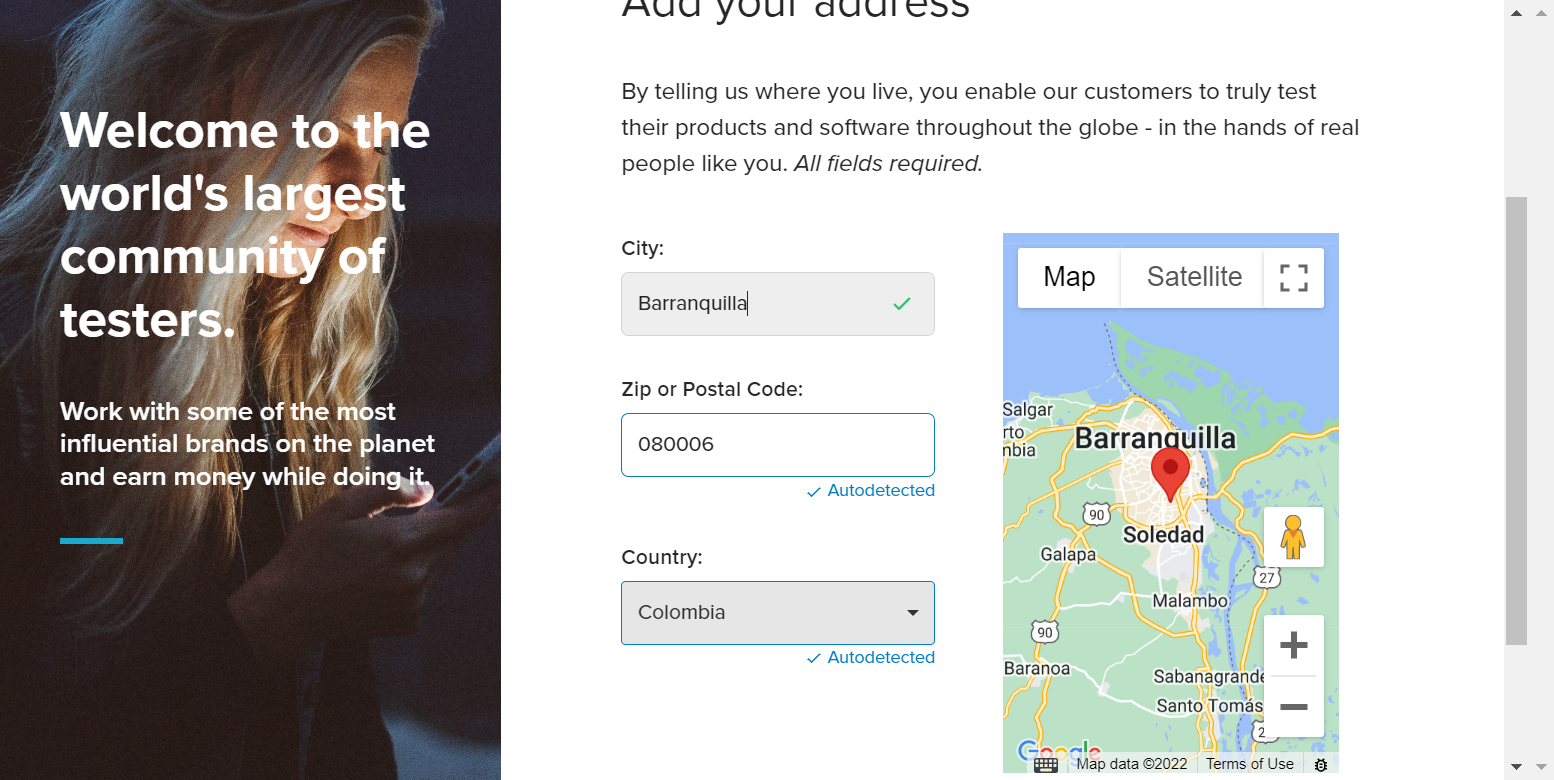 Welcome to the
world's largest
community of
testers.
Work with some of the most
influential brands on the planet
and earn money while doing it.
Add your address
By telling us where you live, you enable our customers to truly test
their products and software throughout the globe - in the hands of real
people like you. All fields required.
City:
Barranquilla
Zip or Postal Code:
080006
Autodetected
Country:
Colombia
Autodetected
Map
Satellite
Salgar
rto
nbia
Barranquilla
90
Soledad
Galapa
27
Malambo
90
Baranoa
Sabanagrande
Santo Tomás
2
Google
Map data ©2022
Terms of Use